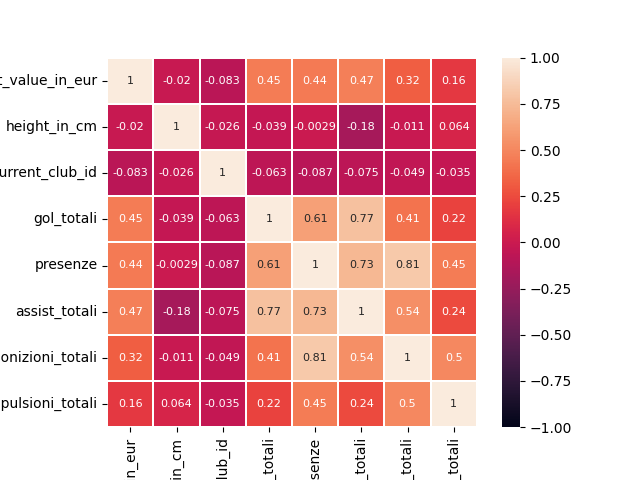 t_value_in_eur 1 -0.02 -0.083 0.45 0.44 0.47 0.32 0.16
height_in_cm -0.02 1 -0.026 -0.039 -0.0029 -0.18 -0.011 0.064
urrent_club_id -0.083 -0.026 1 -0.063 -0.087 -0.075 -0.049 -0.035
gol_totali 0.45 -0.039 -0.063 1 0.61 0.77 0.41 0.22
presenze 0.44 -0.0029 -0.087 0.61 1 0.73 0.81 0.45
assist_totali 0.47 -0.18 -0.075 0.77 0.73 1 0.54 0.24
onizioni_totali 0.32 -0.011 -0.049 0.41 0.81 0.54 1 0.5
pulsioni_totali 0.16 0.064 -0.035 0.22 0.45 0.24 0.5 1
n_eur
in_cm
lub_id
_totali
senze
_totali
_totali
_totali
1.00
0.75
0.50
0.25
0.00
−0.25
−0.50
−0.75
−1.00